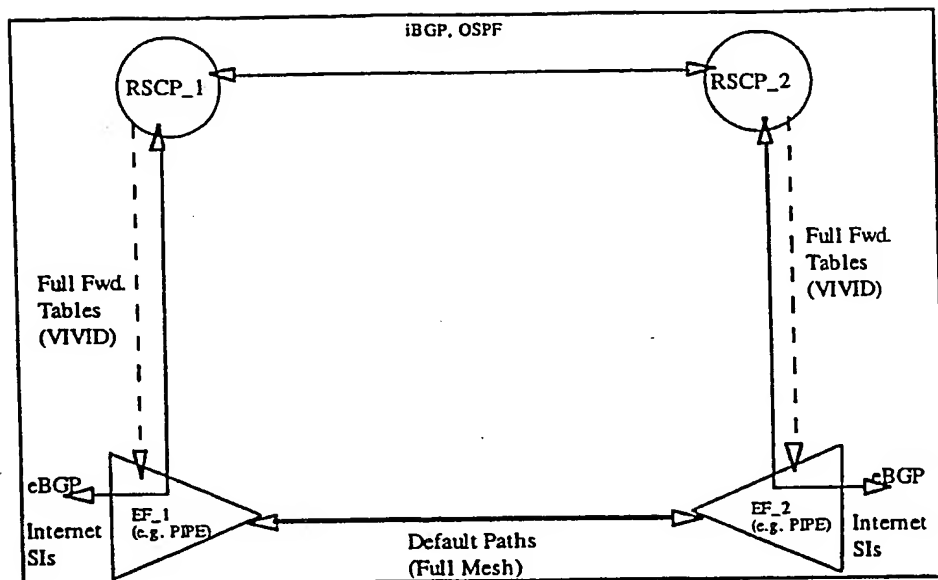 iBGP, OSPF
RSCP_1
RSCP_2
Full Fwd.
Tables
(VIVID)
Full Fwd.
Tables
(VIVID)
eBGP
Internet
SIs
EF_1
(e.g. PIPE)
Default Paths
(Full Mesh)
EF_2
(e.g. PIPE)
eBGP
Internet
SIs